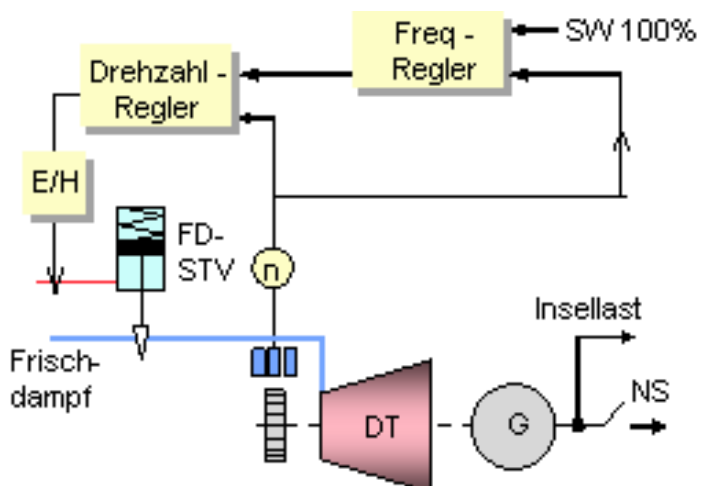 Freq -
Regler
SW 100%
Drehzahl -
Regler
E/H
FD-
STV
n
Insellast
Frisch-
dampf
NS
DT
G